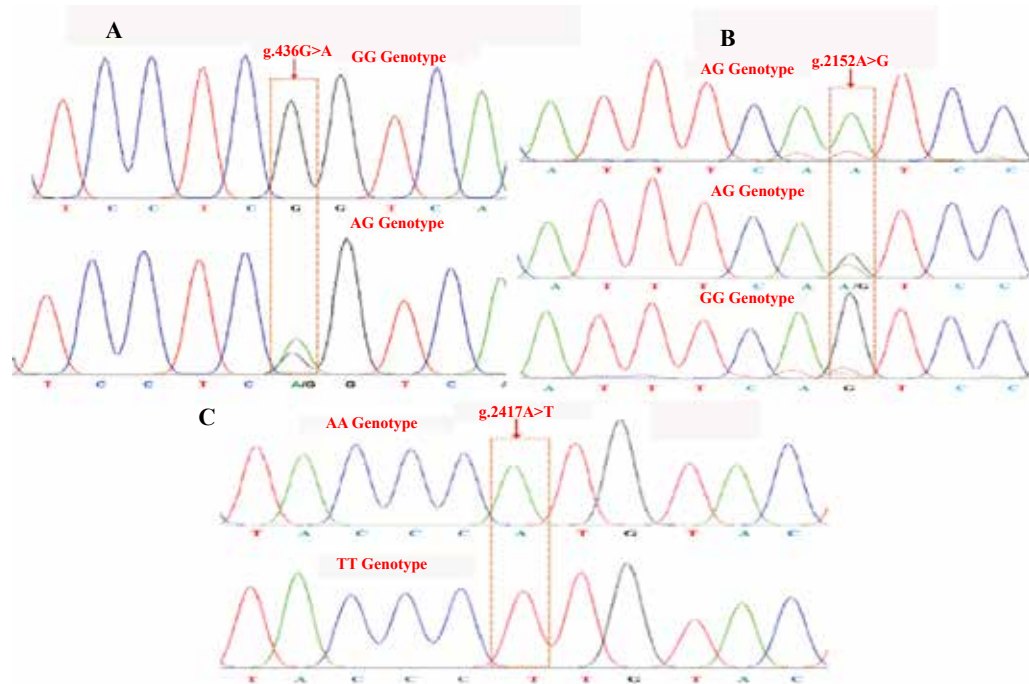 A
g.436G>A
GG Genotype
T C C T C G G T C A
AG Genotype
T C C T C A/G G T C A
B
g.2152A>G
AG Genotype
A T T T C A A T C C
AG Genotype
A T T T C A A/G T C C
GG Genotype
A T T T C A G T C C
C
g.2417A>T
AA Genotype
T A C C C A T G T A C
TT Genotype
T A C C C T T G T A C